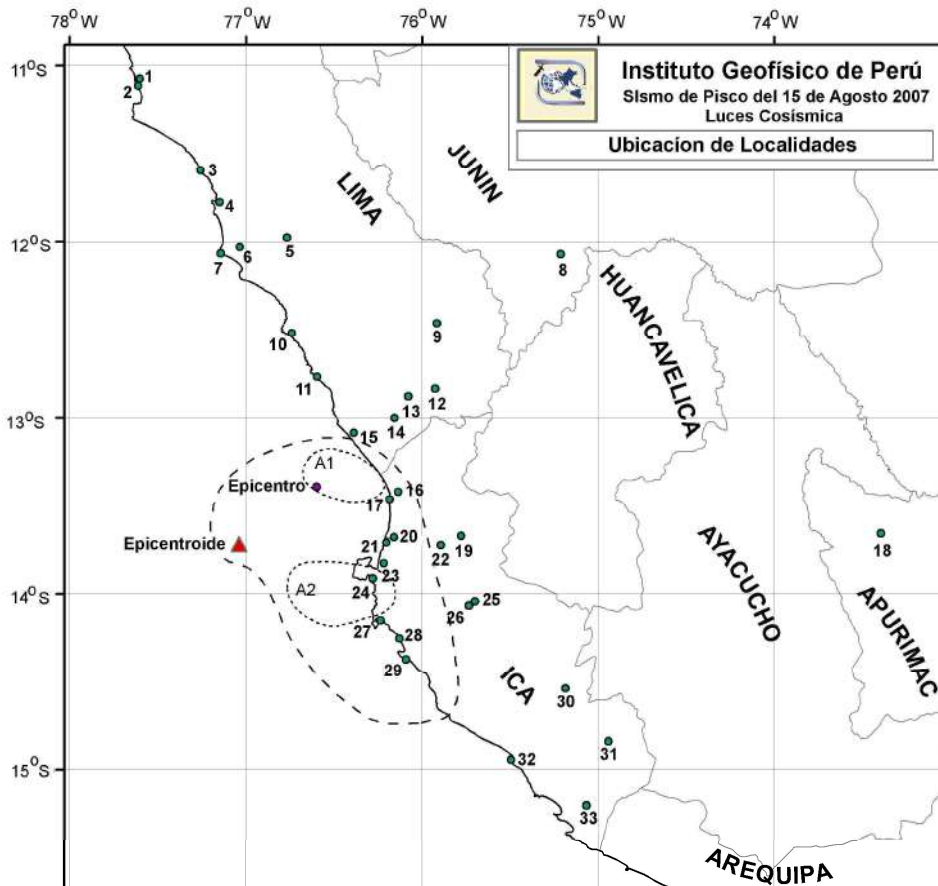 78°W 77°W 76°W 75°W 74°W
11°S
12°S
13°S
14°S
15°S
Instituto Geofísico de Perú
SIsmo de Pisco del 15 de Agosto 2007
Luces Cosísmica
Ubicacion de Localidades
1
2
3
4
5
6
7
8
9
10
11
12
13
14
15
16
17
18
19
20
21
22
23
24
25
26
27
28
29
30
31
32
33
LIMA
JUNIN
HUANCAVELICA
AYACUCHO
APURIMAC
ICA
AREQUIPA
A1
Epicentro
Epicentroide
A2